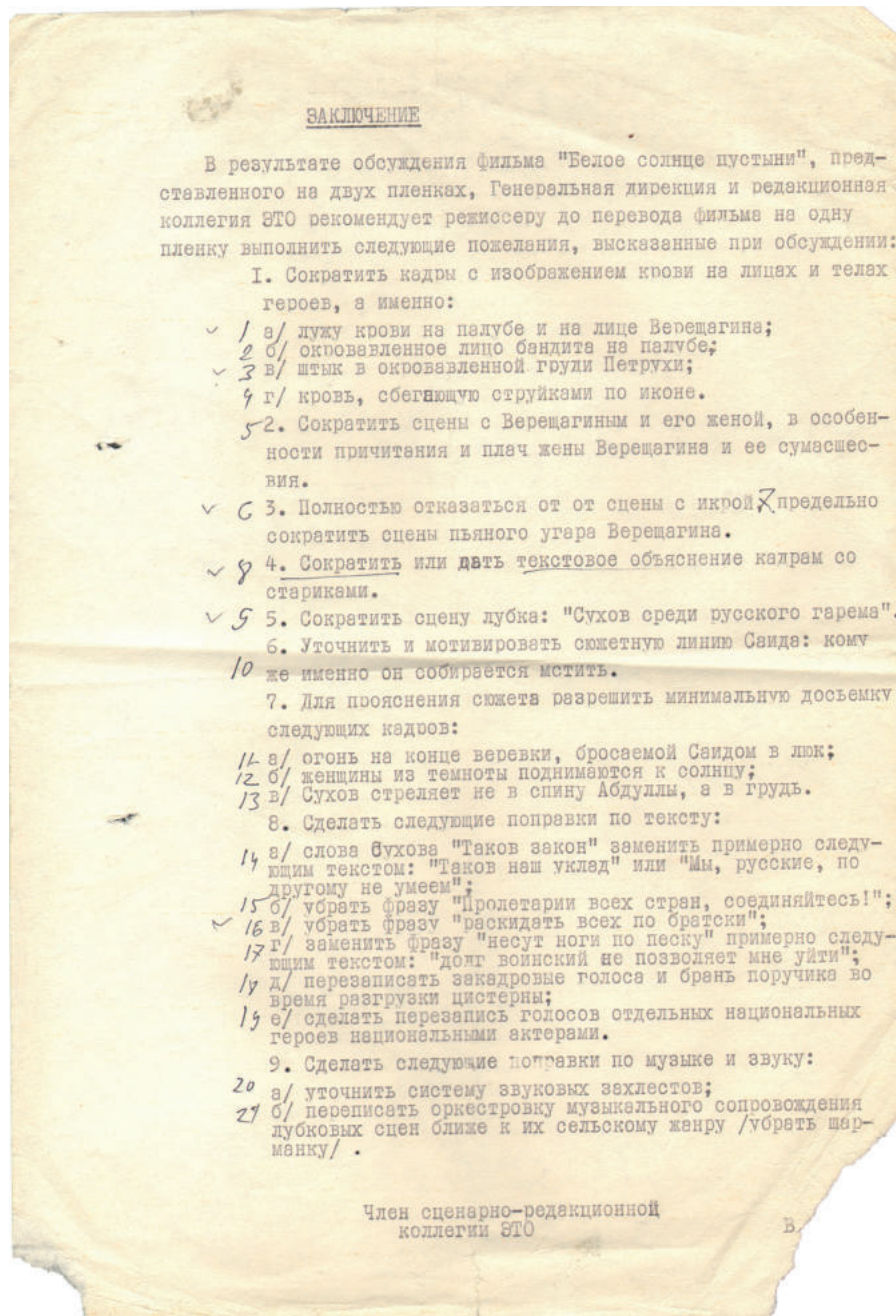 ЗАКЛЮЧЕНИЕ
В результате обсуждения фильма "Белое солнце пустыни", пред-
ставленного на двух пленках, Генеральная дирекция и редакционная
коллегия ЭТО рекомендует режиссеру до перевода фильма на одну
пленку выполнить следующие пожелания, высказанные при обсуждении:
I. Сократить кадры с изображением крови на лицах и телах
героев, а именно:
✓ 1 а/ лужу крови на палубе и на лице Верещагина;
2 б/ окровавленное лицо бандита на палубе;
✓ 3 в/ штык в окровавленной груди Петрухи;
4 г/ кровь, сбегающую струйками по иконе.
5 2. Сократить сцены с Верещагиным и его женой, в особен-
ности причитания и плач жены Верещагина и ее сумасшес-
вия.
✓ 6 3. Полностью отказаться от от сцены с икрой, 7 предельно
сократить сцены пьяного угара Верещагина.
✓ 8 4. Сократить или дать текстовое объяснение кадрам со
стариками.
✓ 9 5. Сократить сцену лубка: "Сухов среди русского гарема".
6. Уточнить и мотивировать сюжетную линию Саида: кому
10 же именно он собирается мстить.
7. Для прояснения сюжета разрешить минимальную досьемку
следующих кадров:
11 а/ огонь на конце веревки, бросаемой Саидом в люк;
12 б/ женщины из темноты поднимаются к солнцу;
13 в/ Сухов стреляет не в спину Абдуллы, а в грудь.
8. Сделать следующие поправки по тексту:
14 а/ слова Сухова "Таков закон" заменить примерно следу-
ющим текстом: "Таков наш уклад" или "Мы, русские, по
другому не умеем";
15 б/ убрать фразу "Пролетарии всех стран, соединяйтесь!";
✓ 16 в/ убрать фразу "раскидать всех по братски";
17 г/ заменить фразу "несут ноги по песку" примерно следу-
ющим текстом: "долг воинский не позволяет мне уйти";
18 д/ перезаписать закадровые голоса и брань поручика во
время разгрузки цистерны;
19 е/ сделать перезапись голосов отдельных национальных
героев национальными актерами.
9. Сделать следующие поправки по музыке и звуку:
20 а/ уточнить систему звуковых захлестов;
21 б/ переписать оркестровку музыкального сопровождения
лубковых сцен ближе к их сельскому жанру /убрать шар-
манку/ .
Член сценарно-редакционной
коллегии ЭТО В